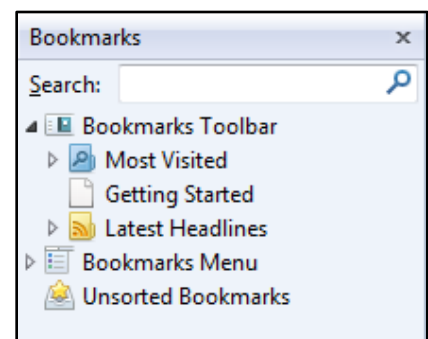 Bookmarks
Search:
Bookmarks Toolbar
Most Visited
Getting Started
Latest Headlines
Bookmarks Menu
Unsorted Bookmarks